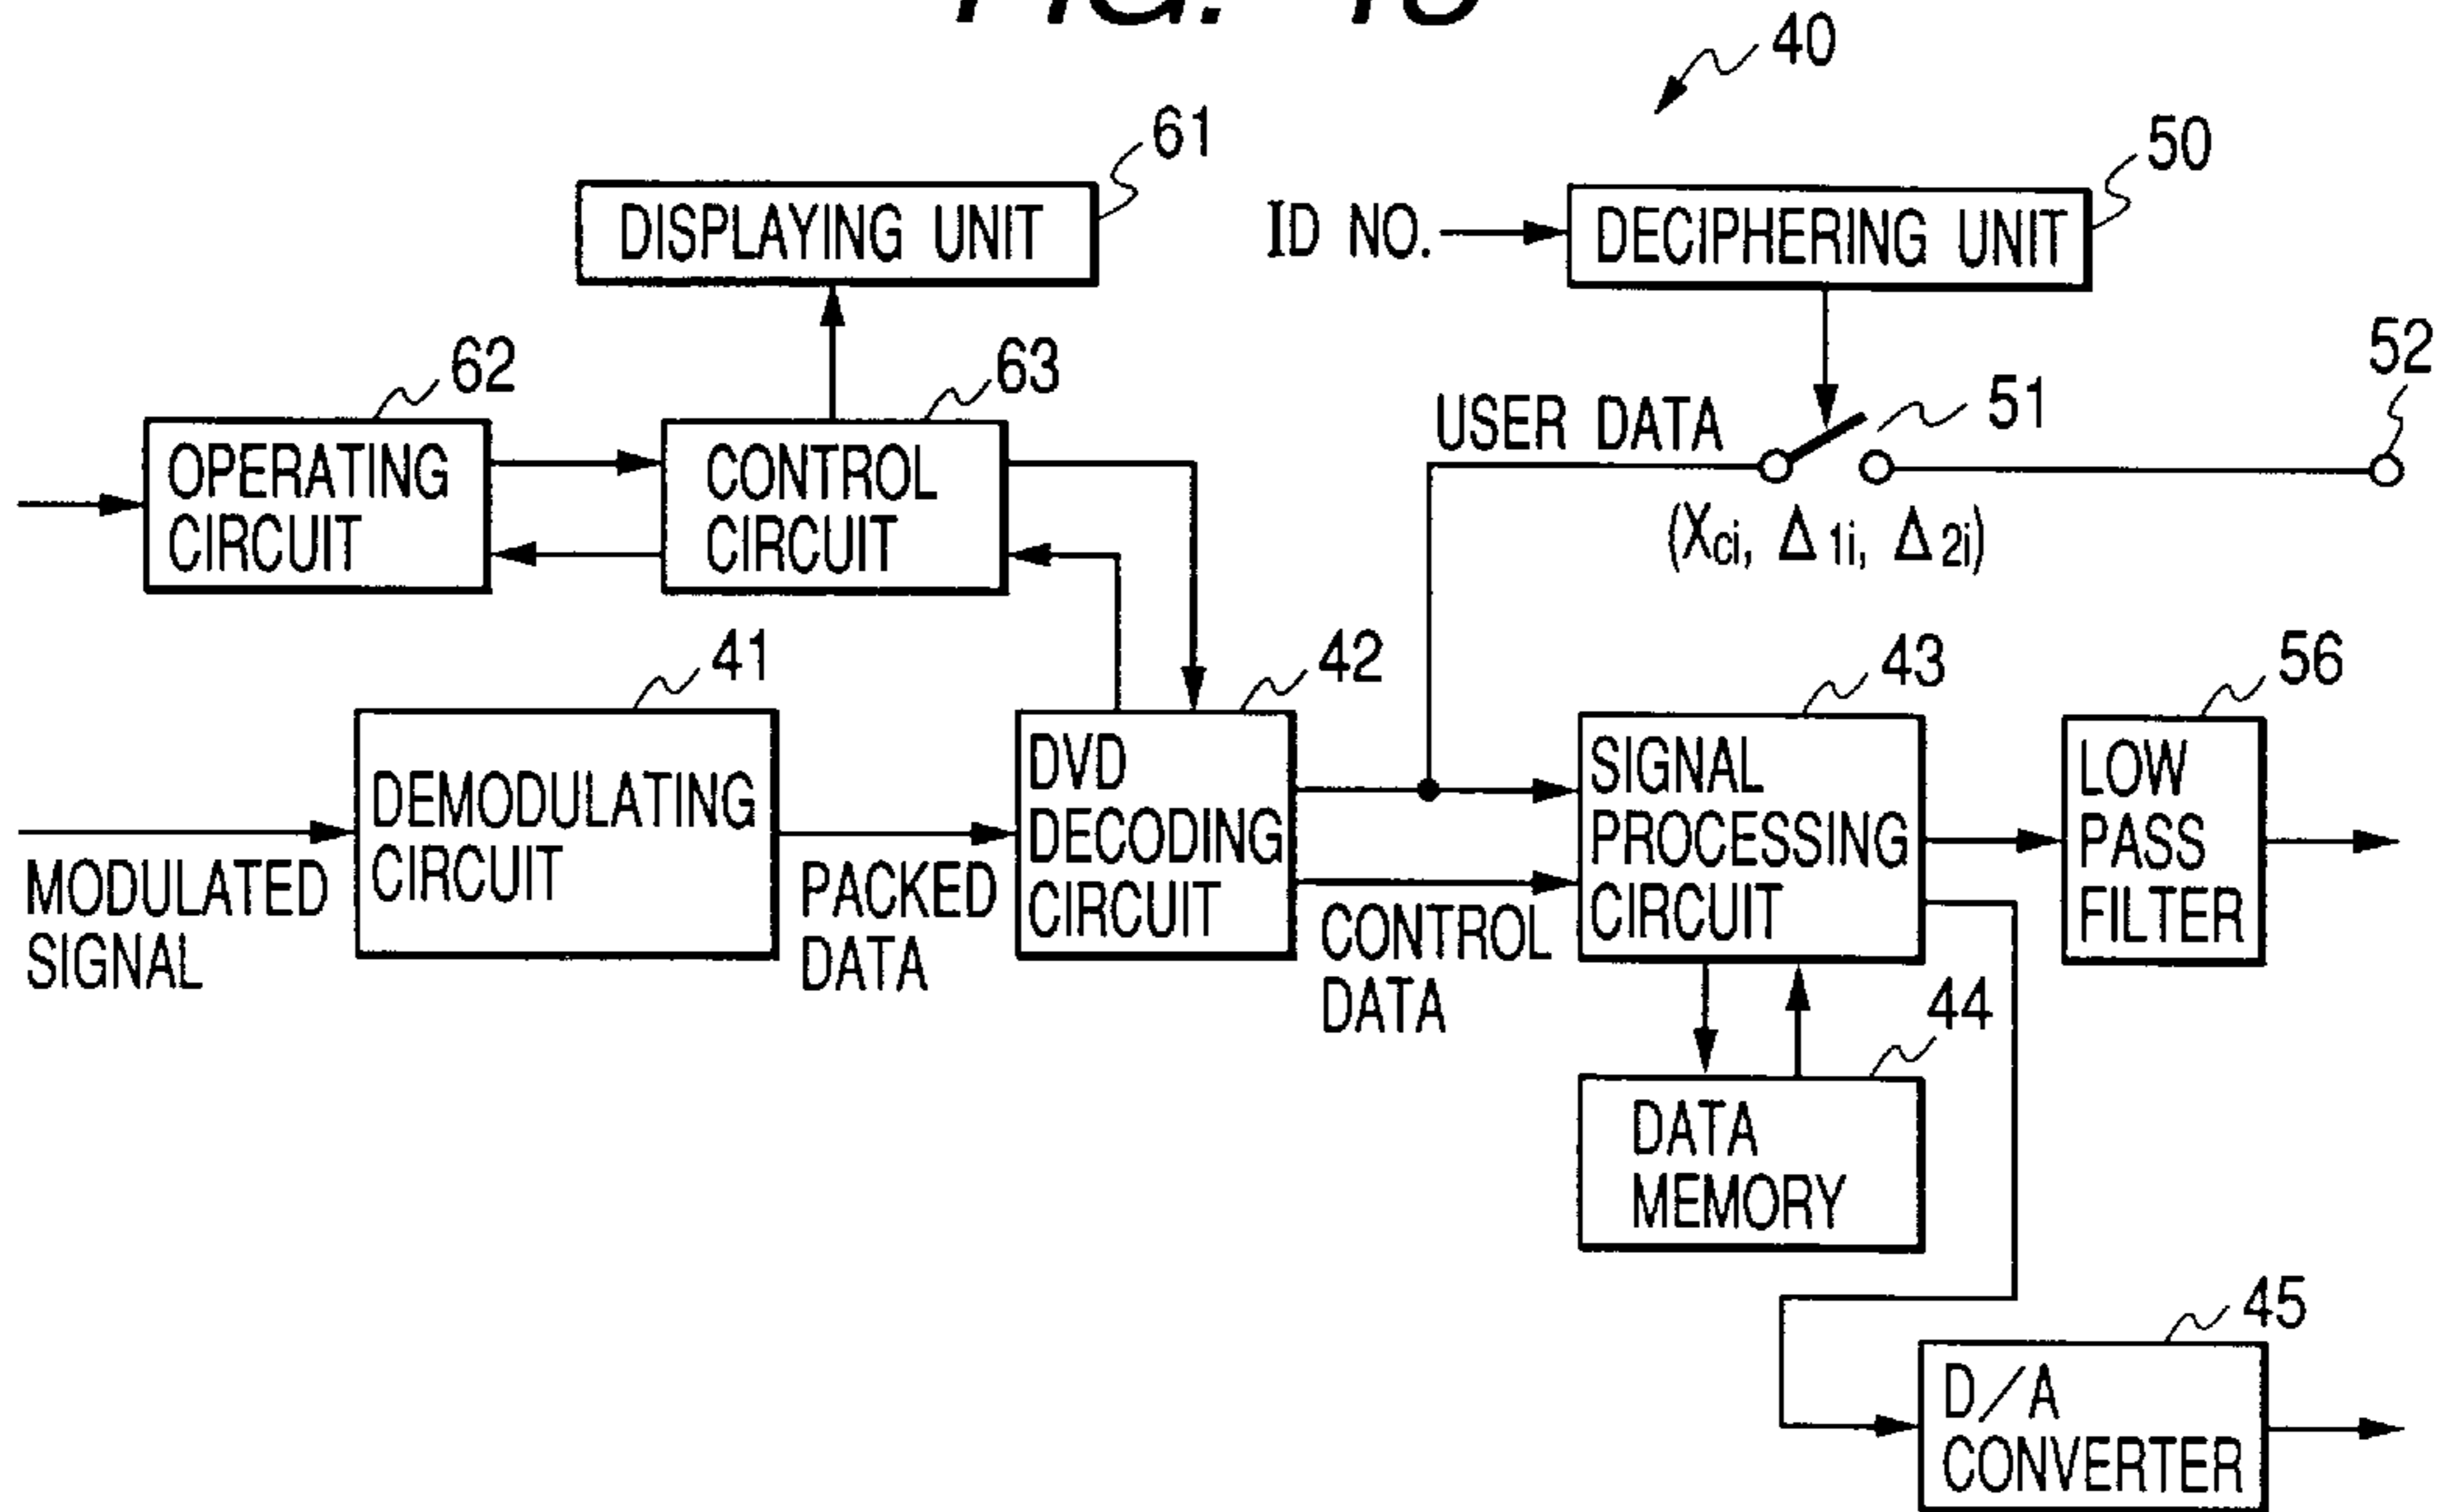 40
61
50
DISPLAYING UNIT
ID NO.
DECIPHERING UNIT
62
63
52
51
USER DATA
OPERATING
CIRCUIT
CONTROL
CIRCUIT
(Xci, Δ1i, Δ2i)
41
42
43
56
DEMODULATING
CIRCUIT
DVD
DECODING
CIRCUIT
SIGNAL
PROCESSING
CIRCUIT
LOW
PASS
FILTER
MODULATED
SIGNAL
PACKED
DATA
CONTROL
DATA
44
DATA
MEMORY
45
D/A
CONVERTER